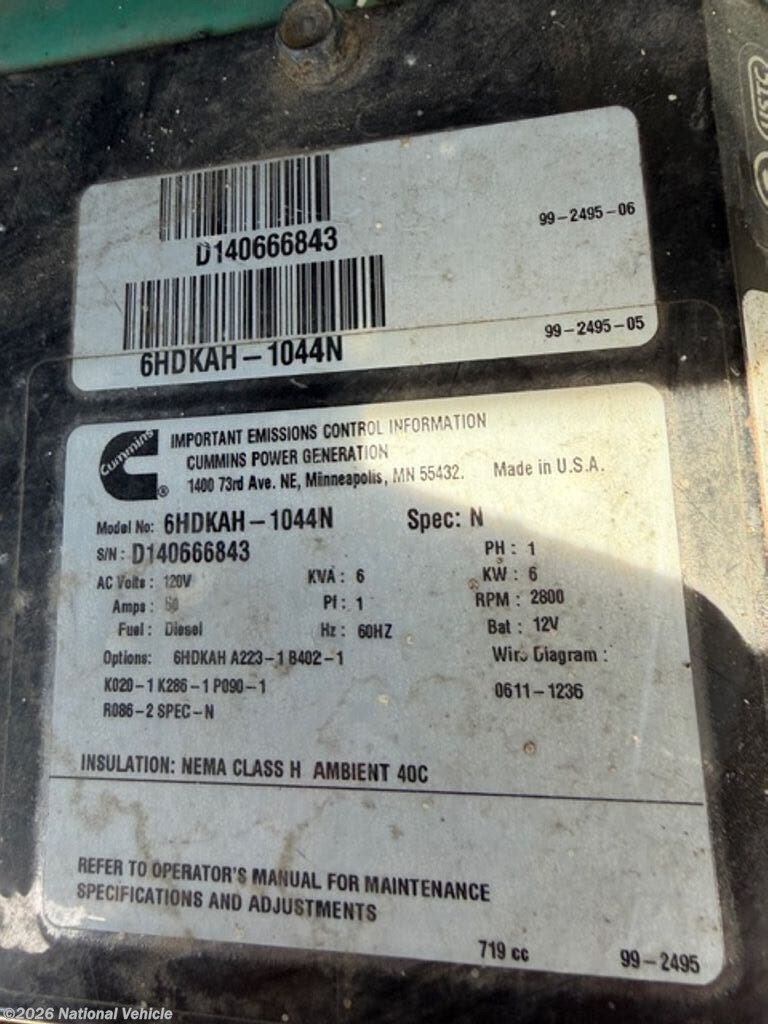 LISTE
D140666843
99-2495-06
6HDKAH-1044N
99-2495-05
Cummins
IMPORTANT EMISSIONS CONTROL INFORMATION
CUMMINS POWER GENERATION
1400 73rd Ave. NE, Minneapolis, MN 55432. Made in U.S.A.
Model No: 6HDKAH-1044N Spec: N
S/N: D140666843 PH: 1
AC Volts: 120V KVA: 6 KW: 6
Amps: 50 Pf: 1 RPM: 2800
Fuel: Diesel Hz: 60HZ Bat: 12V
Options: 6HDKAH A223-1 B402-1 Wire Diagram:
K020-1 K286-1 P090-1 0611-1236
R086-2 SPEC-N
INSULATION: NEMA CLASS H AMBIENT 40C
REFER TO OPERATOR'S MANUAL FOR MAINTENANCE
SPECIFICATIONS AND ADJUSTMENTS
719 cc 99-2495
©2026 National Vehicle